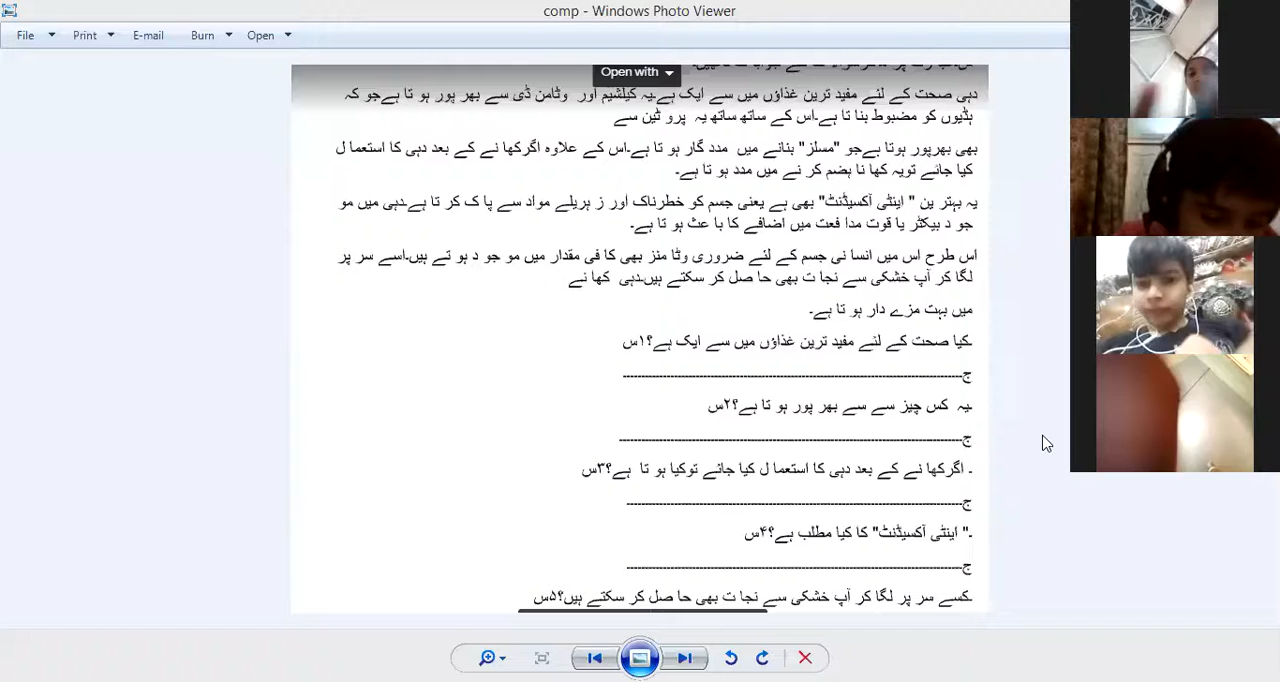 comp - Windows Photo Viewer
File Print E-mail Burn Open
Open with
دہی صحت کے لئے مفید ترین غذاؤں میں سے ایک ہے۔یہ کیلشیم اور وٹامن ڈی سے بھر پور ہو تا ہےجو کہ
ہڈیوں کو مضبوط بنا تا ہے۔اس کے ساتھ ساتھ یہ پرو ٹین سے
بھی بھرپور ہوتا ہےجو "مسلز" بنانے میں مدد گار ہو تا ہے۔اس کے علاوہ اگرکھا نے کے بعد دہی کا استعما ل
کیا جائے تویہ کھا نا ہضم کر نے میں مدد ہو تا ہے۔
یہ بہتر ین " اینٹی آکسیڈنٹ" بھی ہے یعنی جسم کو خطرناک اور ز ہریلے مواد سے پا ک کر تا ہے۔دہی میں مو
جو د بیکٹر یا قوت مدا فعت میں اضافے کا با عث ہو تا ہے۔
اس طرح اس میں انسا نی جسم کے لئے ضروری وٹا منز بھی کا فی مقدار میں مو جو د ہو تے ہیں۔اسے سر پر
لگا کر آپ خشکی سے نجا ت بھی حا صل کر سکتے ہیں۔دہی کھا نے
میں بہت مزے دار ہو تا ہے۔
۔کیا صحت کے لئے مفید ترین غذاؤں میں سے ایک ہے؟۱س
ج---------------------------------------------------------------
۔یہ کس چیز سے سے بھر پور ہو تا ہے؟۲س
ج---------------------------------------------------------------
۔ اگرکھا نے کے بعد دہی کا استعما ل کیا جائے توکیا ہو تا ہے؟۳س
ج---------------------------------------------------------------
۔" اینٹی آکسیڈنٹ" کا کیا مطلب ہے؟۴س
ج---------------------------------------------------------------
۔کسے سر پر لگا کر آپ خشکی سے نجا ت بھی حا صل کر سکتے ہیں؟۵س